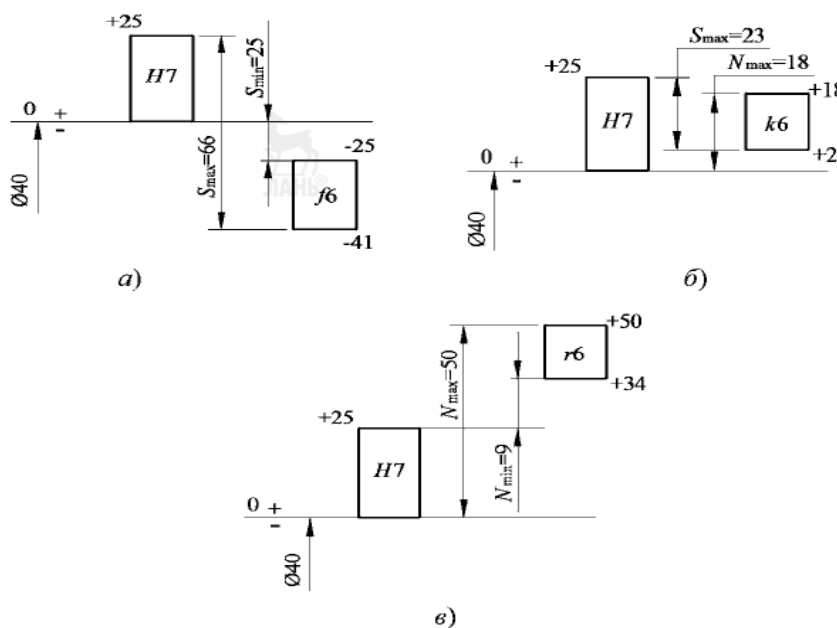 +25
H7
0 + -
Ø40
Smax=66
Smin=25
-25
f6
-41
ЛАНЬ®
а)
Smax=23
Nmax=18
+25
H7
+18
k6
+2
0 + -
Ø40
б)
+50
r6
+34
Nmax=50
+25
H7
Nmin=9
0 + -
Ø40
в)